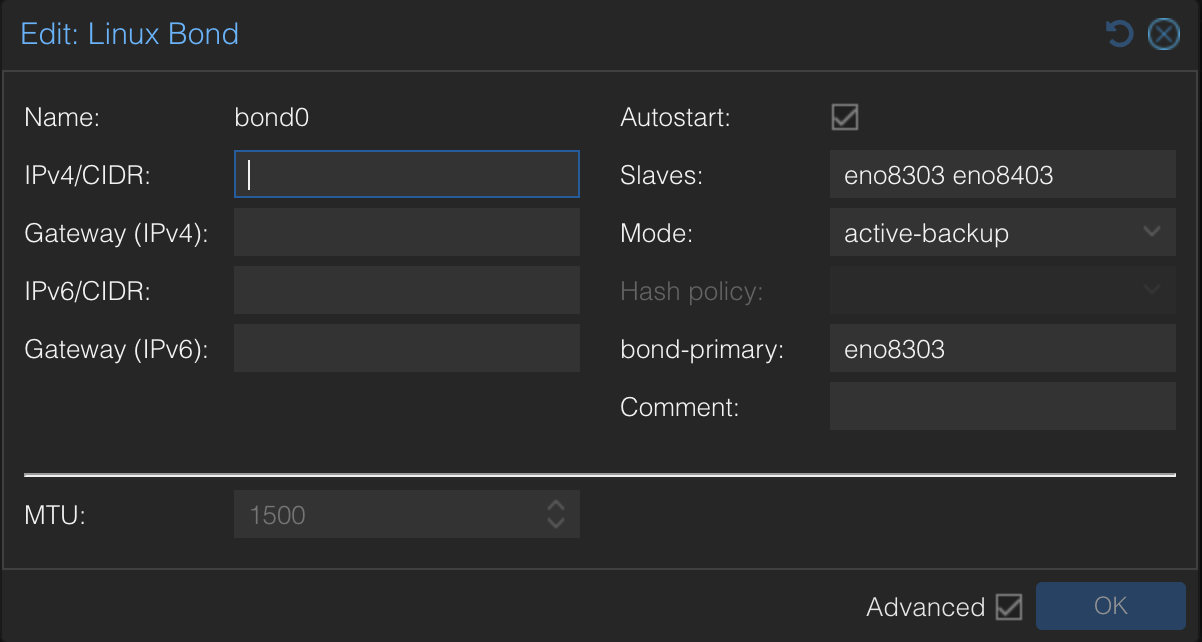 Edit: Linux Bond
Name: bond0
IPv4/CIDR:
Gateway (IPv4):
IPv6/CIDR:
Gateway (IPv6):
Autostart:
Slaves: eno8303 eno8403
Mode: active-backup
Hash policy:
bond-primary: eno8303
Comment:
MTU: 1500
Advanced
OK